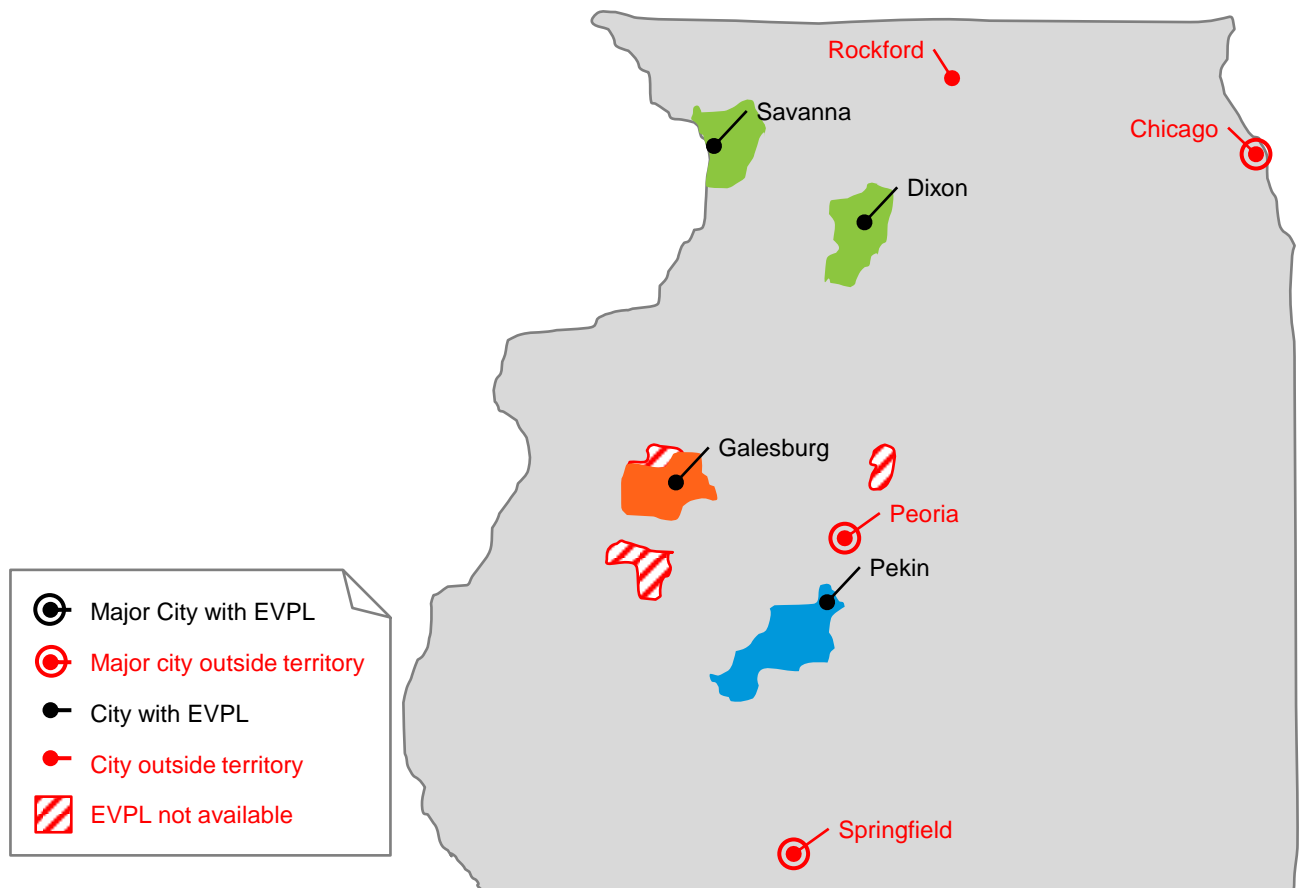 Rockford
Savanna
Chicago
Dixon
Galesburg
Peoria
Pekin
Major City with EVPL
Major city outside territory
City with EVPL
City outside territory
EVPL not available
Springfield